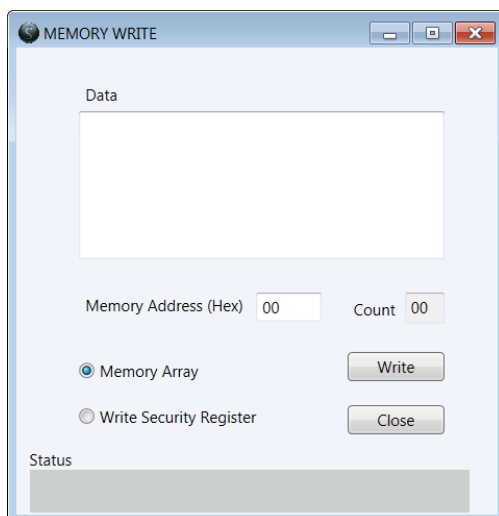 MEMORY WRITE
Data
Memory Address (Hex) 00 Count 00
Memory Array Write
Write Security Register Close
Status